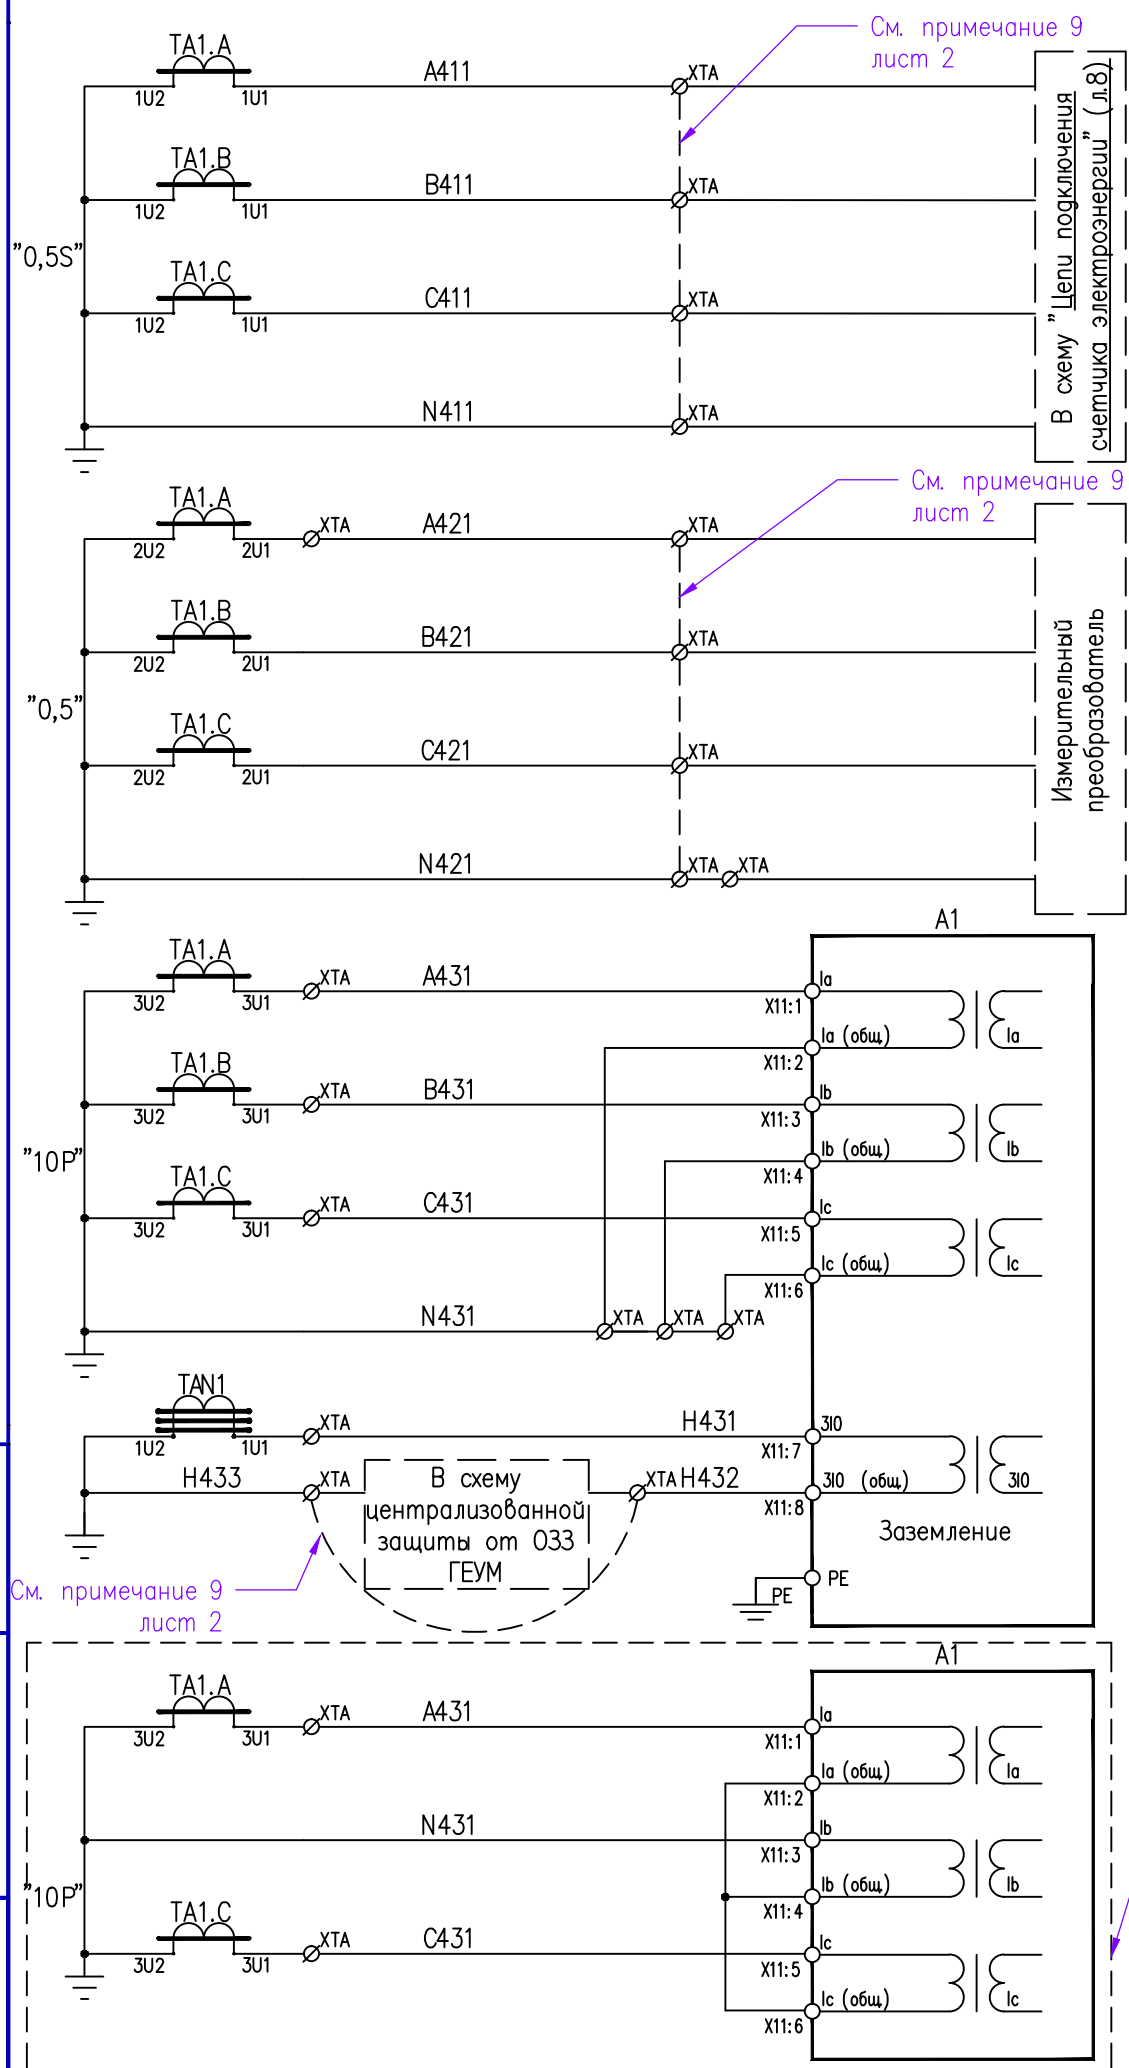 См. примечание 9
лист 2
TA1.A
1U2
1U1
A411
XTA
TA1.B
1U2
1U1
B411
XTA
"0,5S"
TA1.C
1U2
1U1
C411
XTA
N411
XTA
В схему "Цепи подключения
счетчика электроэнергии" (л.8)
См. примечание 9
лист 2
TA1.A
2U2
2U1
XTA
A421
XTA
TA1.B
2U2
2U1
B421
XTA
"0,5"
TA1.C
2U2
2U1
C421
XTA
N421
XTA
XTA
Измерительный
преобразователь
A1
TA1.A
3U2
3U1
XTA
A431
X11:1
Ia
Ia
X11:2
Ia (общ.)
TA1.B
3U2
3U1
XTA
B431
X11:3
Ib
Ib
X11:4
Ib (общ.)
"10P"
TA1.C
3U2
3U1
XTA
C431
X11:5
Ic
Ic
X11:6
Ic (общ.)
N431
XTA
XTA
XTA
TAN1
1U2
1U1
XTA
H431
X11:7
3I0
3I0
H433
XTA
В схему
централизованной
защиты от ОЗЗ
ГЕУМ
XTA
H432
X11:8
3I0 (общ.)
Заземление
PE
PE
См. примечание 9
лист 2
A1
TA1.A
3U2
3U1
XTA
A431
X11:1
Ia
Ia
X11:2
Ia (общ.)
N431
X11:3
Ib
Ib
X11:4
Ib (общ.)
"10P"
TA1.C
3U2
3U1
XTA
C431
X11:5
Ic
Ic
X11:6
Ic (общ.)